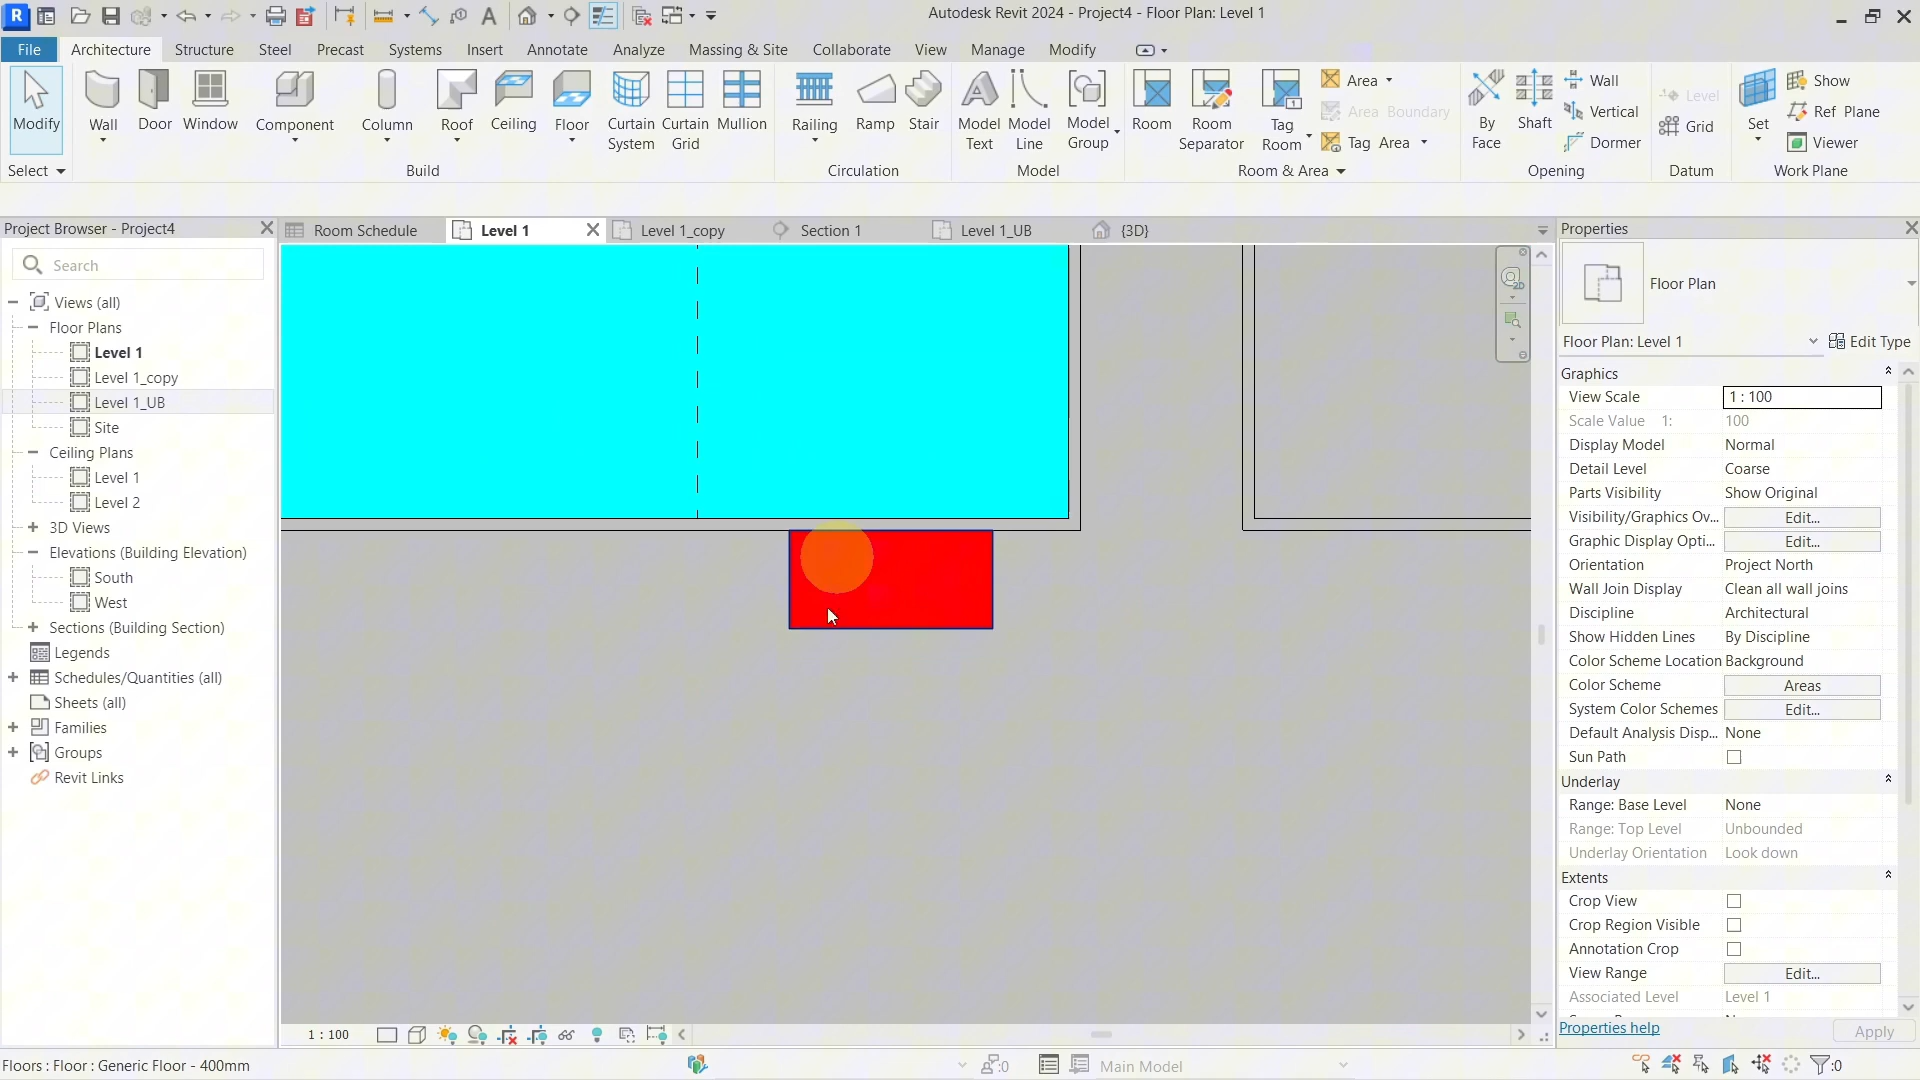 Autodesk Revit 2024 - Project4 - Floor Plan: Level 1
File Architecture Structure Steel Precast Systems Insert Annotate Analyze Massing & Site Collaborate View Manage Modify
Modify Wall Door Window Component Column Roof Ceiling Floor Curtain System Curtain Grid Mullion Railing Ramp Stair Model Text Model Line Model Group Room Room Separator Tag Room Area Area Boundary Tag Area By Face Shaft Wall Vertical Dormer Level Grid Set Show Ref Plane Viewer
Select Build Circulation Model Room & Area Opening Datum Work Plane
Project Browser - Project4
Search
Views (all)
Floor Plans
Level 1
Level 1_copy
Level 1_UB
Site
Ceiling Plans
Level 1
Level 2
3D Views
Elevations (Building Elevation)
South
West
Sections (Building Section)
Legends
Schedules/Quantities (all)
Sheets (all)
Families
Groups
Revit Links
Room Schedule Level 1 Level 1_copy Section 1 Level 1_UB {3D}
2D
Properties
Floor Plan
Floor Plan: Level 1 Edit Type
Graphics
View Scale 1 : 100
Scale Value 1: 100
Display Model Normal
Detail Level Coarse
Parts Visibility Show Original
Visibility/Graphics Ov... Edit...
Graphic Display Opti... Edit...
Orientation Project North
Wall Join Display Clean all wall joins
Discipline Architectural
Show Hidden Lines By Discipline
Color Scheme Location Background
Color Scheme Areas
System Color Schemes Edit...
Default Analysis Disp... None
Sun Path
Underlay
Range: Base Level None
Range: Top Level Unbounded
Underlay Orientation Look down
Extents
Crop View
Crop Region Visible
Annotation Crop
View Range Edit...
Associated Level Level 1
Properties help Apply
1 : 100
Floors : Floor : Generic Floor - 400mm :0 Main Model :0